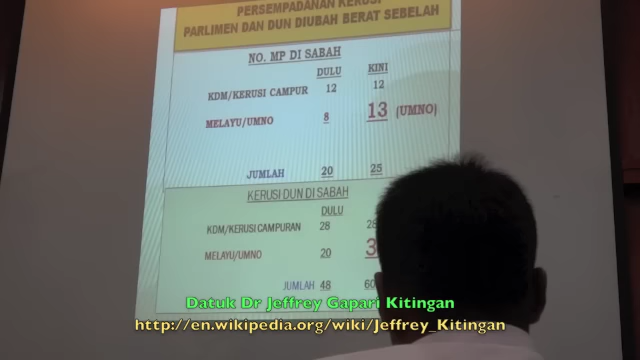 PERSEMPADANAN KERUSI
PARLIMEN DAN DUN DIUBAH BERAT SEBELAH
NO. MP DI SABAH
DULU KINI
KDM/KERUSI CAMPUR 12 12
MELAYU/UMNO 8 13 (UMNO)
JUMLAH 20 25
KERUSI DUN DI SABAH
DULU
KDM/KERUSI CAMPURAN 28
MELAYU/UMNO 20
JUMLAH 48 60
Datuk Dr Jeffrey Gapari Kitingan
http://en.wikipedia.org/wiki/Jeffrey_Kitingan